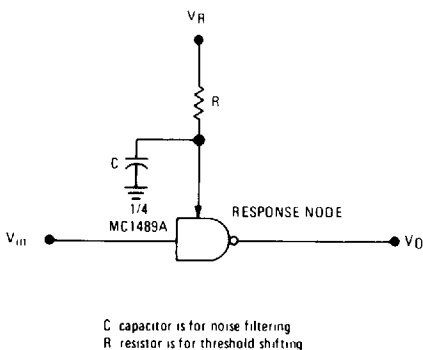 VR
R
C
1/4
MC1489A
RESPONSE NODE
Vin
VO
C capacitor is for noise filtering
R resistor is for threshold shifting